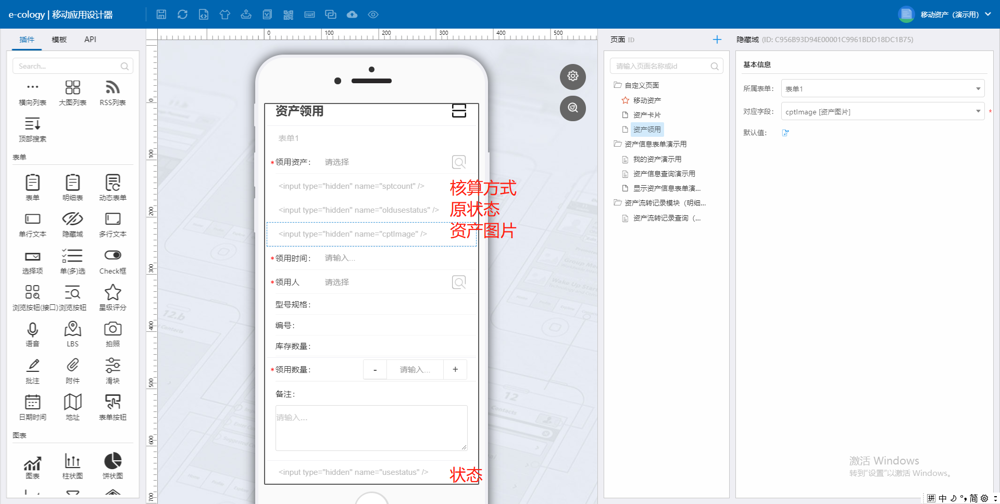 e-cology | 移动应用设计器
移动资产（演示用）
插件 模板 API
Search...
横向列表 大图列表 RSS列表
顶部搜索
表单
表单 明细表 动态表单
单行文本 隐藏域 多行文本
选择项 单(多)选 Check框
浏览按钮(接口) 浏览按钮 星级评分
语音 LBS 拍照
批注 附件 滑块
日期时间 地址 表单按钮
图表
图表 柱状图 饼状图
0 100 200 300 400 500
0
100
200
300
400
500
600
700
资产领用
表单1
*领用资产： 请选择
<input type="hidden" name="sptcount" />
核算方式
<input type="hidden" name="oldusestatus" />
原状态
<input type="hidden" name="cptImage" />
资产图片
*领用时间： 请输入...
*领用人 请选择
型号规格：
编号：
库存数量：
*领用数量： - 请输入... +
备注：
请输入...
<input type="hidden" name="usestatus" />
状态
页面 ID
请输入页面名称或id
自定义页面
移动资产
资产卡片
资产领用
资产信息表单演示用
我的资产演示用
资产信息查询演示用
显示资产信息表单演...
资产流转记录模块（明细...
资产流转记录查询（...
隐藏域 (ID: C956B93D94E00001C9961BDD18DC1B75)
基本信息
所属表单： 表单1
对应字段： cptImage [资产图片] *
默认值：
激活 Windows
转到"设置"以激活 Windows。
拼 中 简